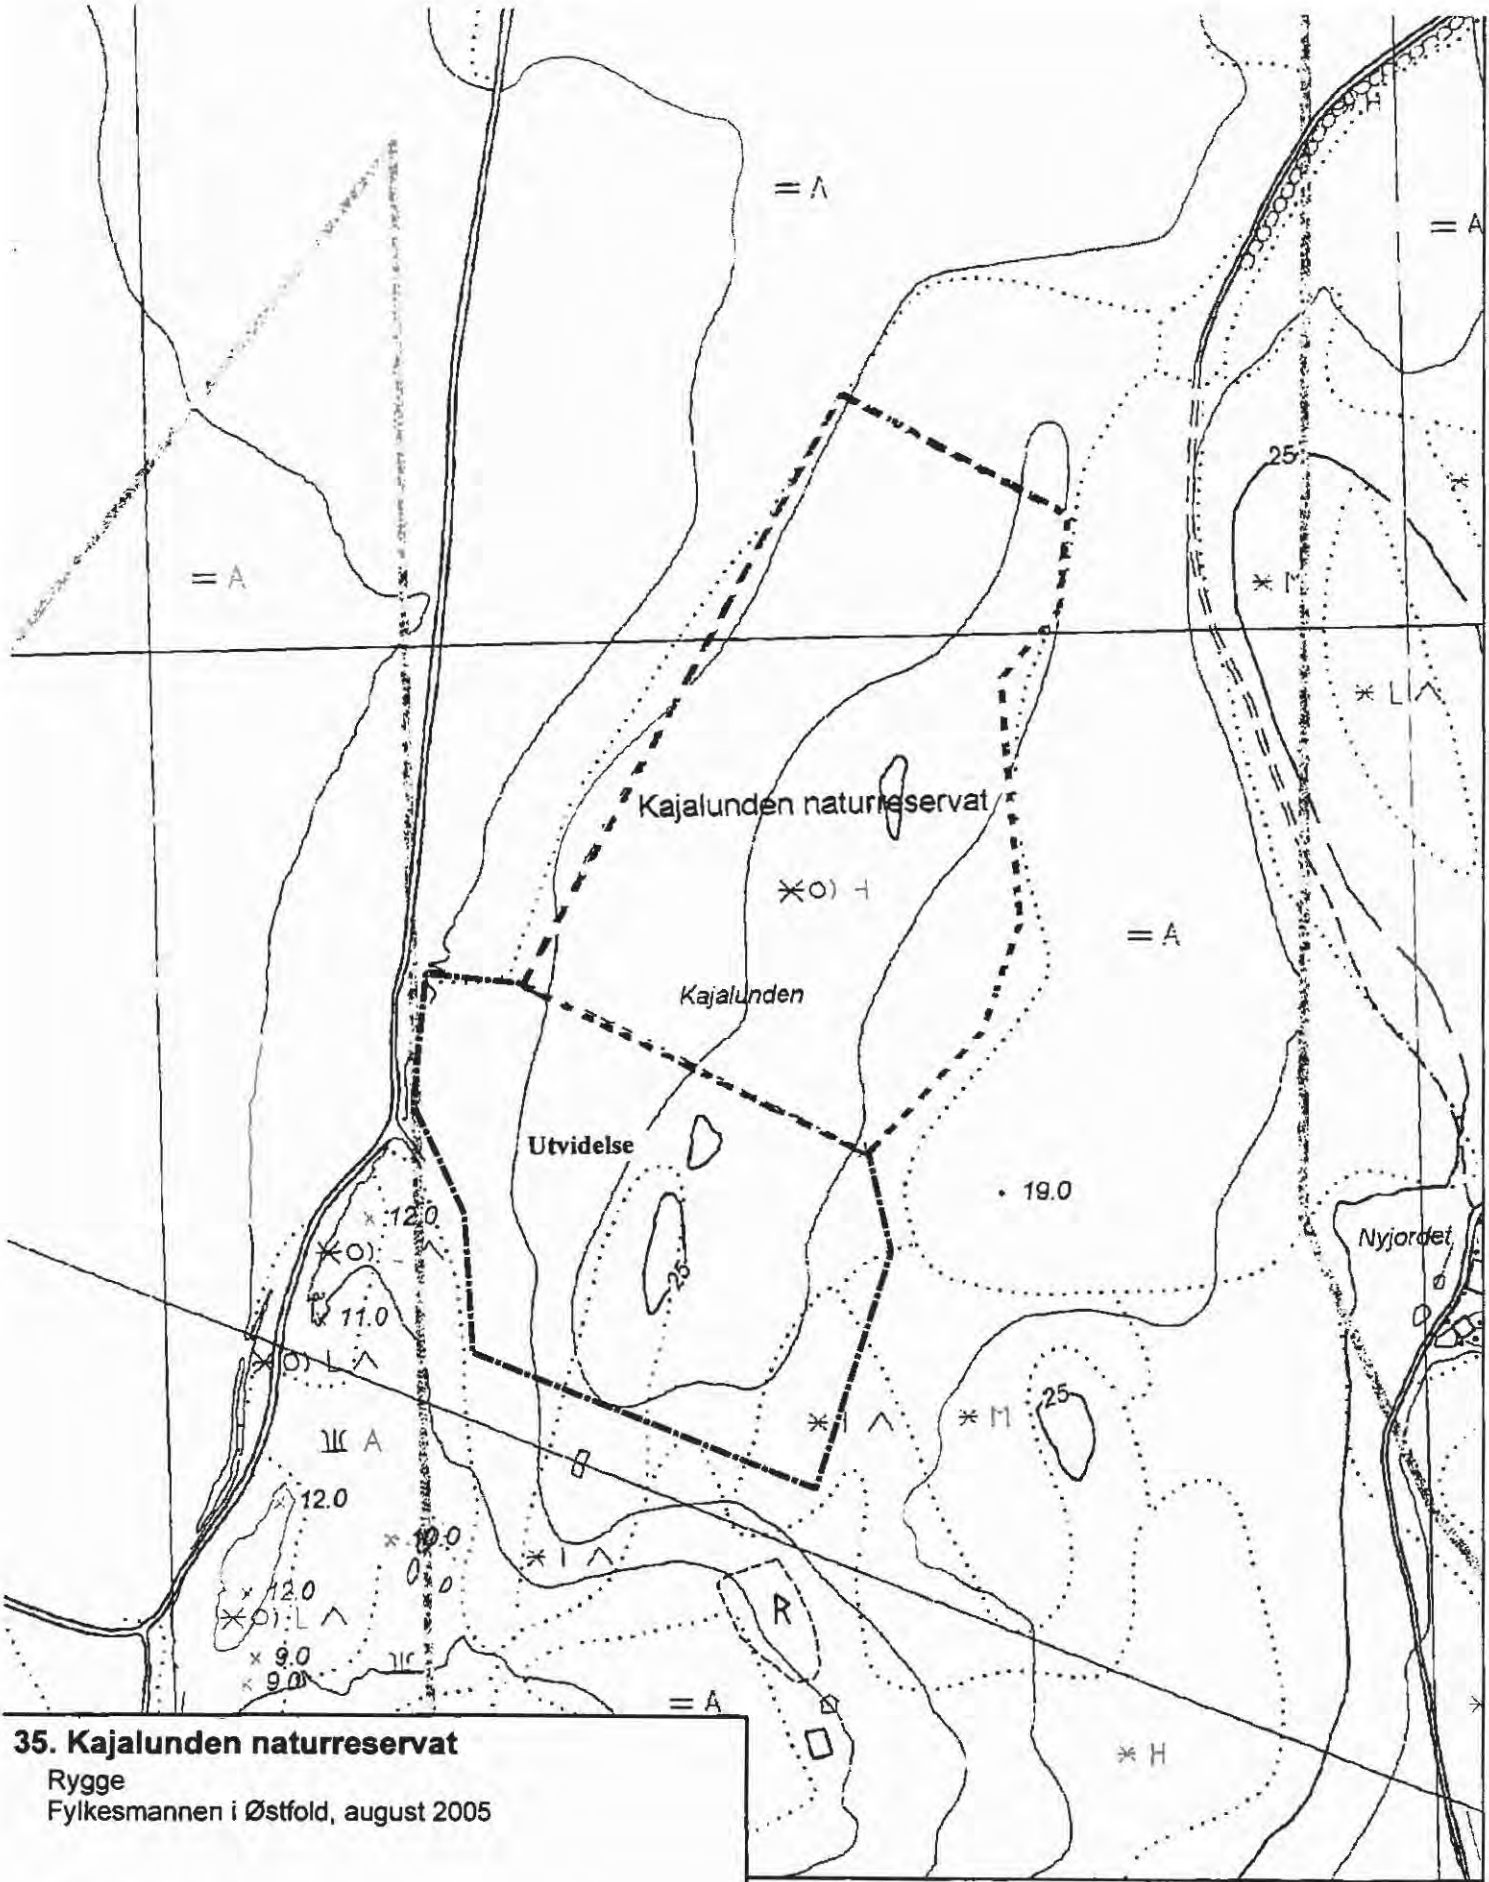 = A
= A
25
= A
* M
* L ^
Kajalunden naturreservat
*O) H
= A
Kajalunden
Utvidelse
19.0
12.0
Nyjordet
*O)
25
11.0
*O) L ^
25
* I ^
* M
A
12.0
10.0
* I ^
12.0
*O) L ^
R
9.0
9.0
= A
35. Kajalunden naturreservat
* H
Rygge
Fylkesmannen i Østfold, august 2005